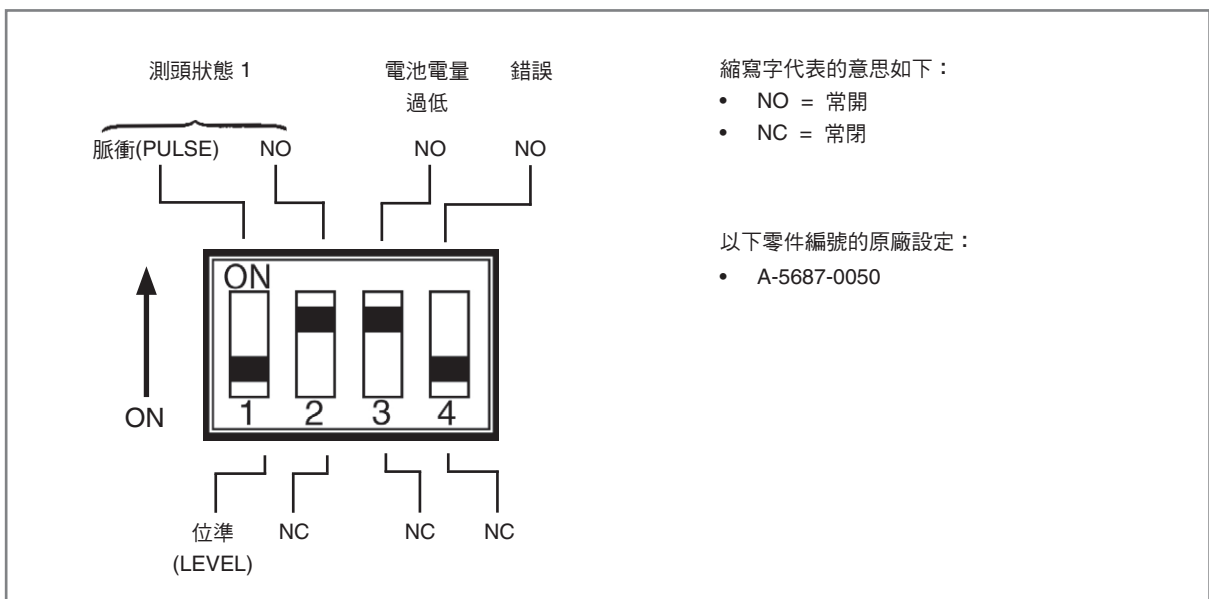 測頭狀態 1
電池電量
過低
錯誤
脈衝(PULSE)
NO
NO
NO
ON
1
2
3
4
ON
位準
(LEVEL)
NC
NC
NC
縮寫字代表的意思如下：
• NO = 常開
• NC = 常閉
以下零件編號的原廠設定：
• A-5687-0050